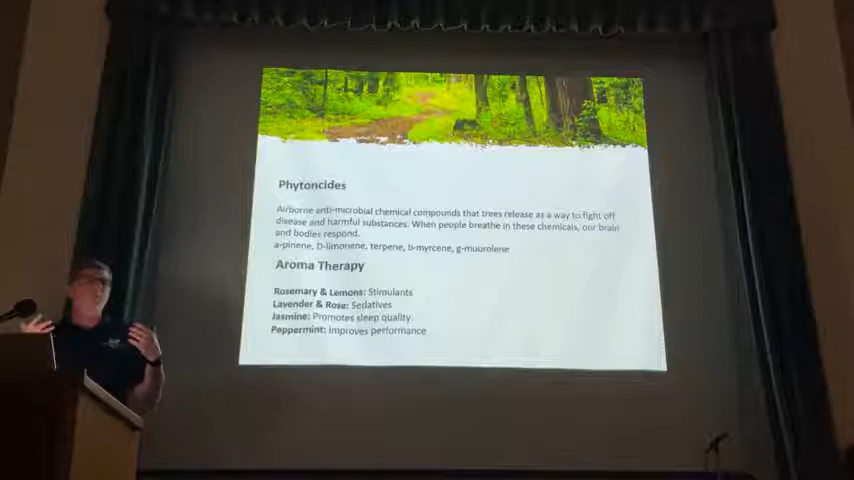 Phytoncides
Airborne anti-microbial chemical compounds that trees release as a way to fight off
disease and harmful substances. When people breathe in these chemicals, our brain
and bodies respond.
a-pinene, D-limonene, terpene, b-myrcene, g-muurolene
Aroma Therapy
Rosemary & Lemons: Stimulants
Lavender & Rose: Sedatives
Jasmine: Promotes sleep quality
Peppermint: Improves performance